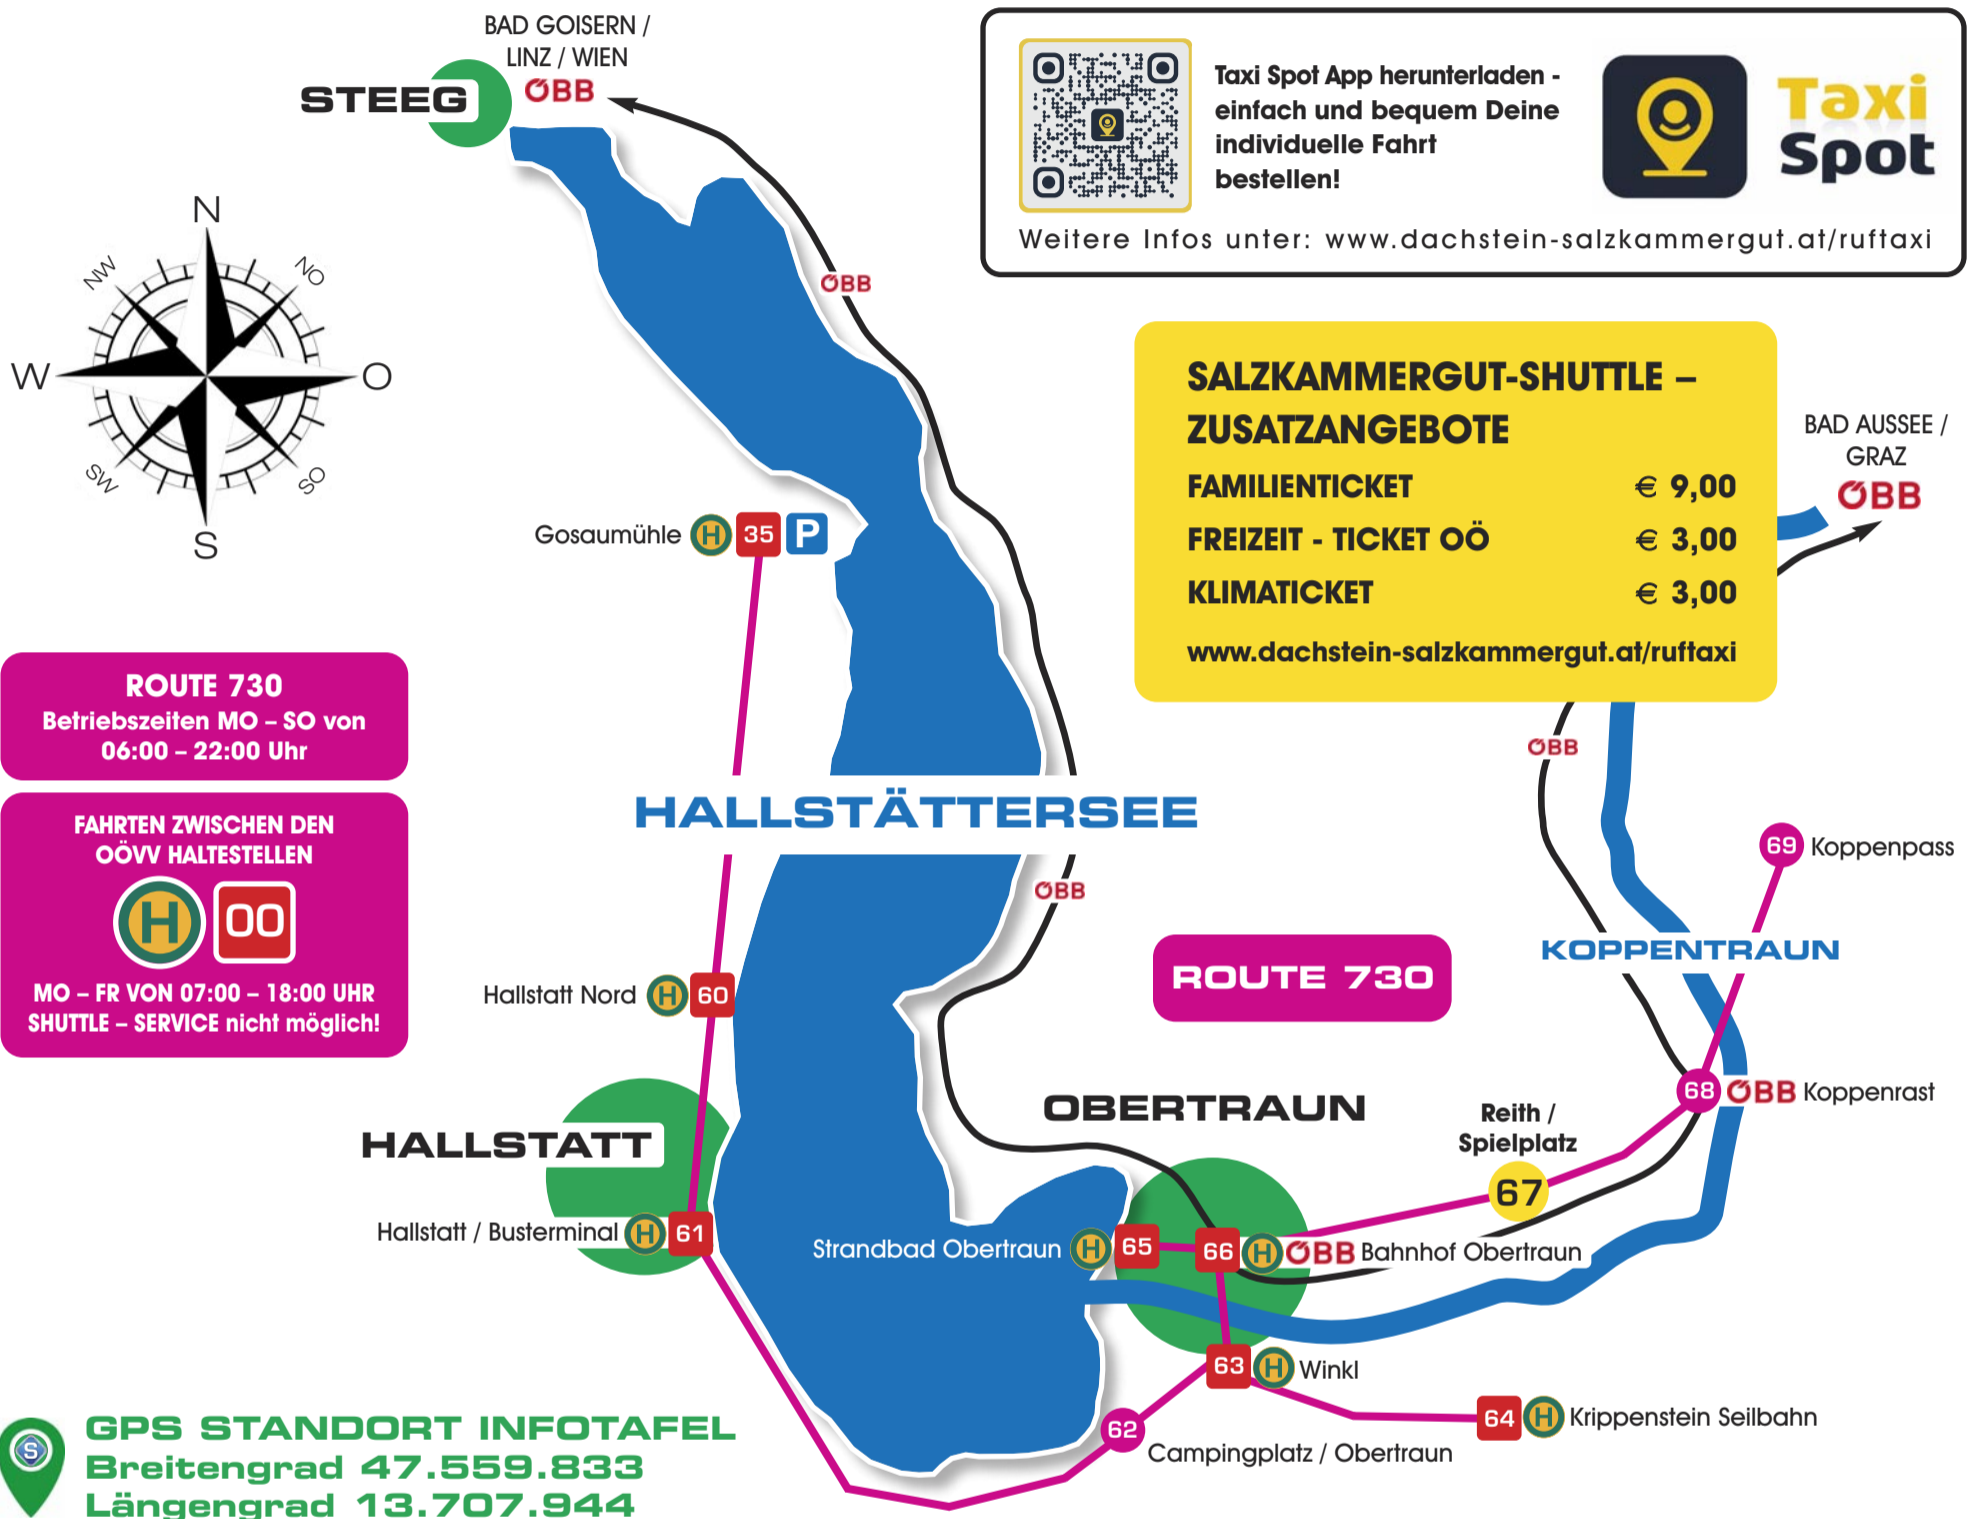 BAD GOISERN /
LINZ / WIEN
STEEG
ÖBB
Taxi Spot App herunterladen -
einfach und bequem Deine
individuelle Fahrt
bestellen!
Taxi
Spot
Weitere Infos unter: www.dachstein-salzkammergut.at/ruftaxi
N
NW
NO
W
O
SW
SO
S
ÖBB
SALZKAMMERGUT-SHUTTLE –
ZUSATZANGEBOTE
FAMILIENTICKET € 9,00
FREIZEIT - TICKET OÖ € 3,00
KLIMATICKET € 3,00
www.dachstein-salzkammergut.at/ruftaxi
BAD AUSSEE /
GRAZ
ÖBB
Gosaumühle H 35 P
ROUTE 730
Betriebszeiten MO – SO von
06:00 – 22:00 Uhr
FAHRTEN ZWISCHEN DEN
OÖVV HALTESTELLEN
H 00
MO – FR VON 07:00 – 18:00 UHR
SHUTTLE – SERVICE nicht möglich!
HALLSTÄTTERSEE
ÖBB
ÖBB
69 Koppenpass
KOPPENTRAUN
ROUTE 730
Hallstatt Nord H 60
68 ÖBB Koppenrast
OBERTRAUN
Reith /
Spielplatz
67
HALLSTATT
Hallstatt / Busterminal H 61
Strandbad Obertraun H 65
66 H ÖBB Bahnhof Obertraun
63 H Winkl
64 H Krippenstein Seilbahn
62
Campingplatz / Obertraun
S
GPS STANDORT INFOTAFEL
Breitengrad 47.559.833
Längengrad 13.707.944